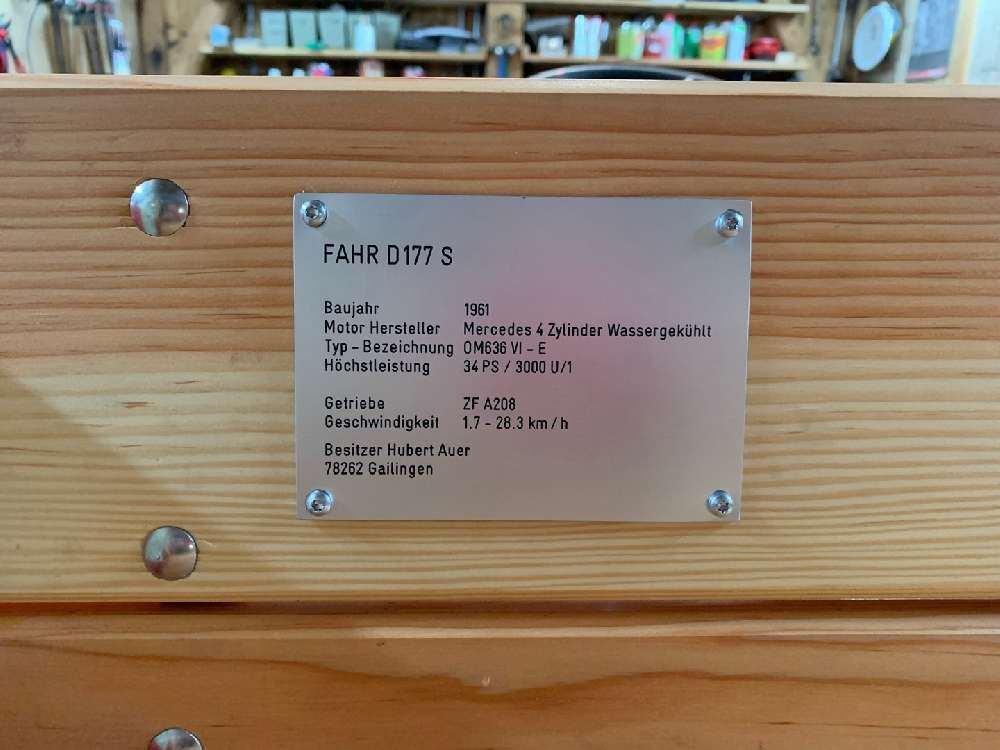 FAHR D177 S
Baujahr 1961
Motor Hersteller Mercedes 4 Zylinder Wassergekühlt
Typ - Bezeichnung OM636 VI - E
Höchstleistung 34 PS / 3000 U/1
Getriebe ZF A208
Geschwindigkeit 1.7 - 28.3 km / h
Besitzer Hubert Auer
78262 Gailingen